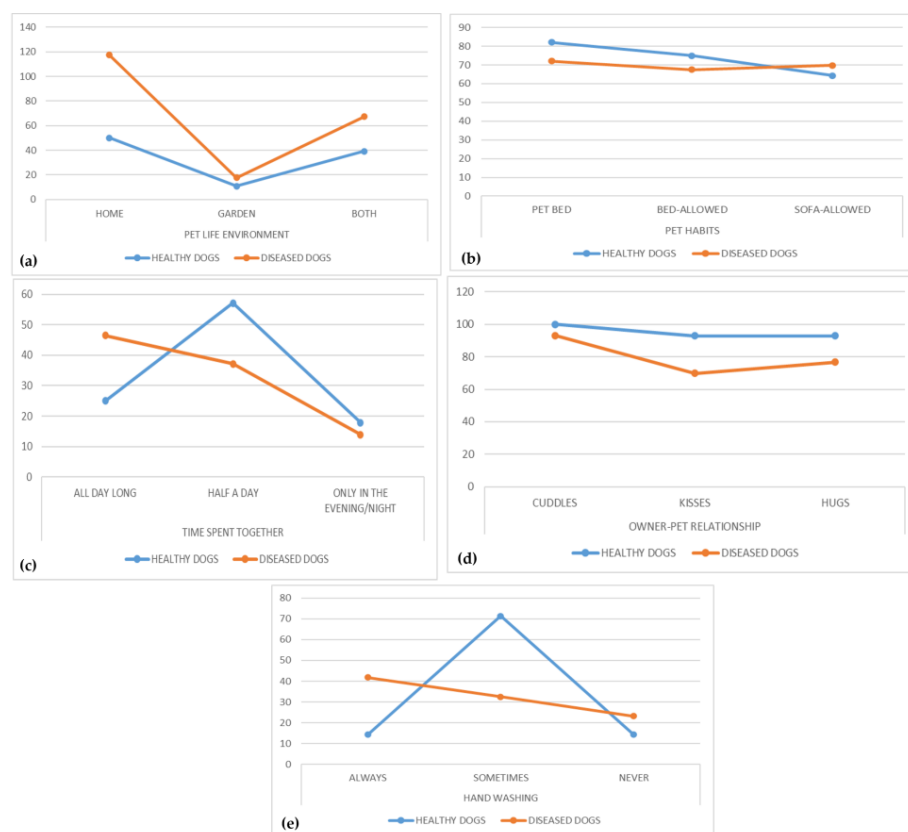 140
120
100
80
60
40
20
0
HOME GARDEN BOTH
PET LIFE ENVIRONMENT
(a)
HEALTHY DOGS DISEASED DOGS
90
80
70
60
50
40
30
20
10
0
PET BED BED-ALLOWED SOFA-ALLOWED
PET HABITS
(b)
HEALTHY DOGS DISEASED DOGS
60
50
40
30
20
10
0
ALL DAY LONG HALF A DAY ONLY IN THE
EVENING/NIGHT
TIME SPENT TOGETHER
(c)
HEALTHY DOGS DISEASED DOGS
120
100
80
60
40
20
0
CUDDLES KISSES HUGS
OWNER-PET RELATIONSHIP
(d)
HEALTHY DOGS DISEASED DOGS
80
70
60
50
40
30
20
10
0
ALWAYS SOMETIMES NEVER
HAND WASHING
(e)
HEALTHY DOGS DISEASED DOGS